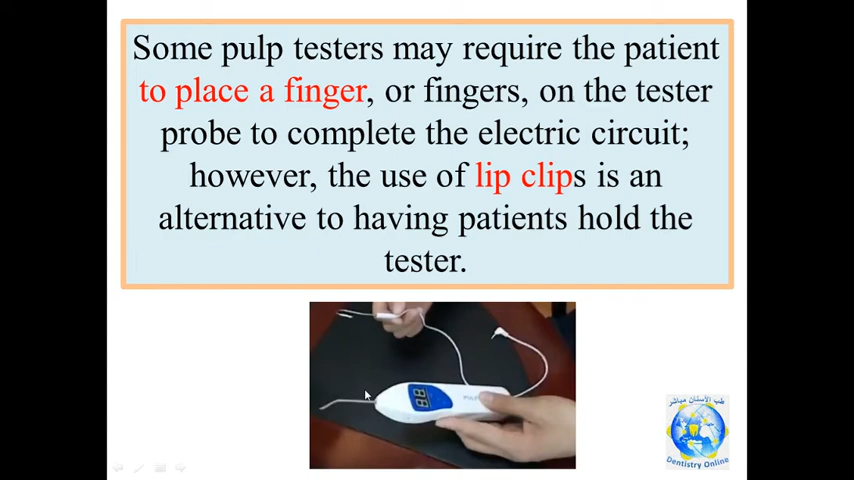 Some pulp testers may require the patient
to place a finger, or fingers, on the tester
probe to complete the electric circuit;
however, the use of lip clips is an
alternative to having patients hold the
tester.
88
88
طب الأسنان مباشر
Dentistry Online